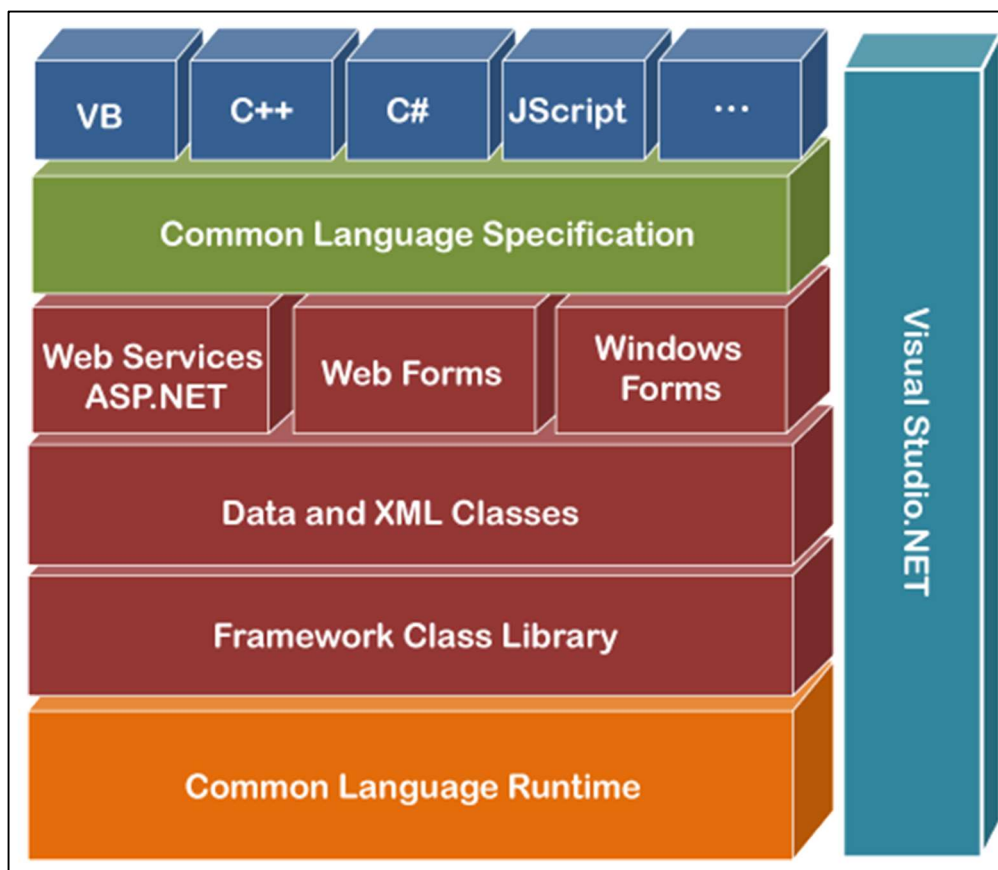 VB
C++
C#
JScript
...
Common Language Specification
Web Services
ASP.NET
Web Forms
Windows
Forms
Data and XML Classes
Framework Class Library
Common Language Runtime
Visual Studio.NET